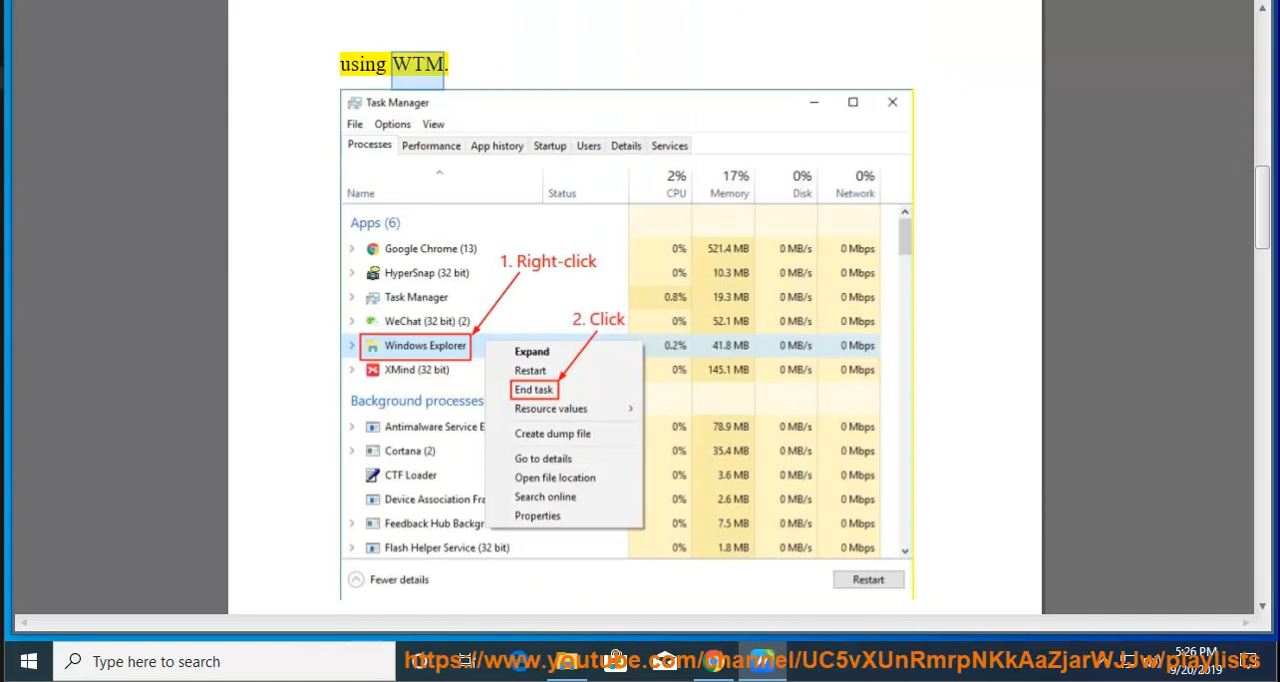 using WTM.
Task Manager
File Options View
Processes Performance App history Startup Users Details Services
2% 17% 0% 0%
Name Status CPU Memory Disk Network
Apps (6)
Google Chrome (13) 0% 521.4 MB 0 MB/s 0 Mbps
1. Right-click
HyperSnap (32 bit) 0% 10.3 MB 0 MB/s 0 Mbps
Task Manager 0.8% 19.3 MB 0 MB/s 0 Mbps
WeChat (32 bit) (2) 0% 52.1 MB 0 MB/s 0 Mbps
2. Click
Windows Explorer 0.2% 41.8 MB 0 MB/s 0 Mbps
Expand
XMind (32 bit) 0% 145.1 MB 0 MB/s 0 Mbps
Restart
End task
Background processes
Resource values
Antimalware Service E 0% 78.9 MB 0 MB/s 0 Mbps
Create dump file
Cortana (2) 0% 35.4 MB 0 MB/s 0 Mbps
Go to details
CTF Loader 0% 3.6 MB 0 MB/s 0 Mbps
Open file location
Device Association Fra 0% 2.6 MB 0 MB/s 0 Mbps
Search online
Feedback Hub Backgr 0% 7.5 MB 0 MB/s 0 Mbps
Properties
Flash Helper Service (32 bit) 0% 1.8 MB 0 MB/s 0 Mbps
Fewer details Restart
Type here to search
https://www.youtube.com/channel/UC5vXUnRmrpNKkAaZjarWJJw/playlists
5:26 PM
9/20/2019